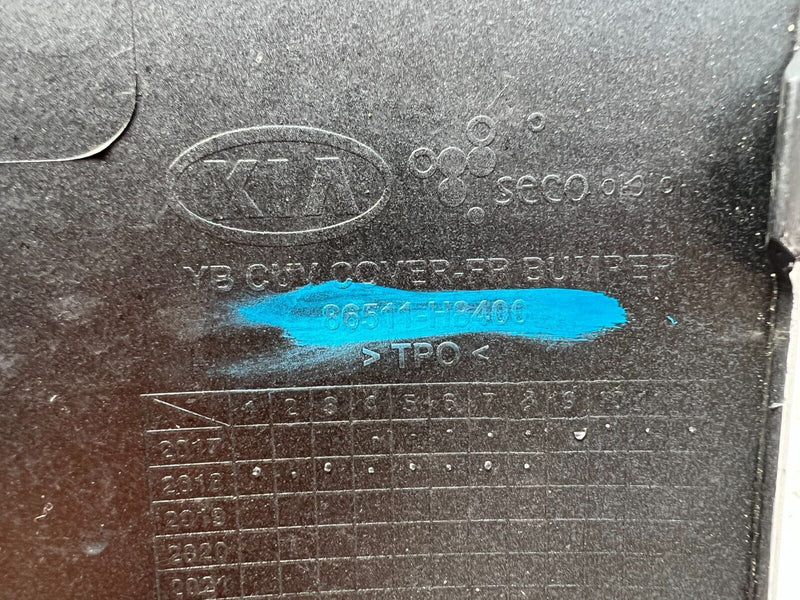 KIA
seco
YB CUV COVER-FR BUMPER
86511-H8400
>TPO<
1 2 3 4 5 6 7 8 9 10 11
2017
2018
2019
2020
2021